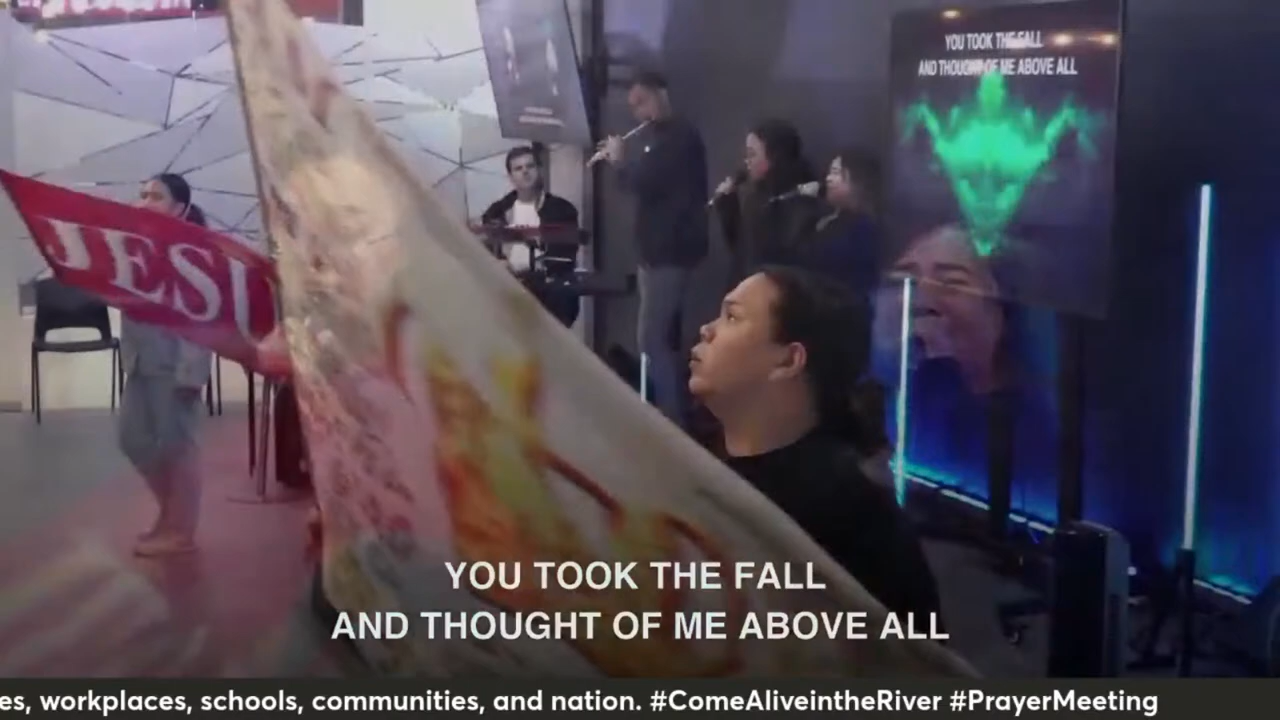 YOU TOOK THE FALL
AND THOUGHT OF ME ABOVE ALL
JESU
YOU TOOK THE FALL
AND THOUGHT OF ME ABOVE ALL
es, workplaces, schools, communities, and nation. #ComeAliveintheRiver #PrayerMeeting